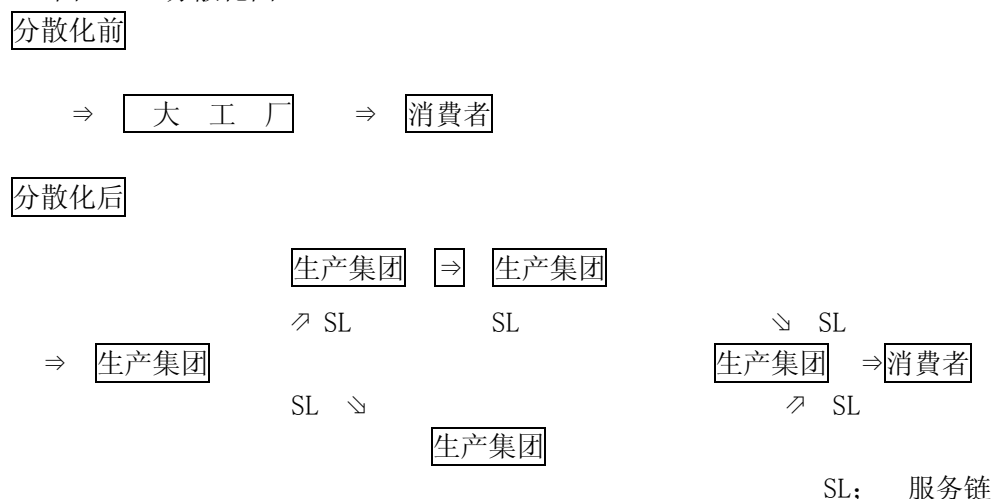 分散化前
⇒ 大 工 厂 ⇒ 消費者
分散化后
生产集团 ⇒ 生产集团
⇗ SL SL ⇘ SL
⇒ 生产集团 生产集团 ⇒消費者
SL ⇘ ⇗ SL
生产集团
SL； 服务链